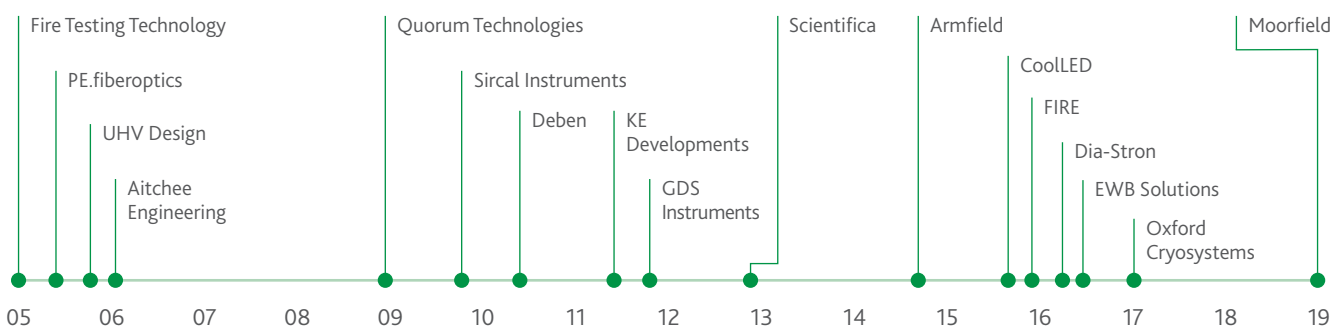 Fire Testing Technology
Quorum Technologies
Scientifica
Armfield
Moorfield
CoolLED
PE.fiberoptics
Sircal Instruments
FIRE
Deben
KE
Developments
UHV Design
Dia-Stron
Aitchee
Engineering
GDS
Instruments
EWB Solutions
Oxford
Cryosystems
05 06 07 08 09 10 11 12 13 14 15 16 17 18 19